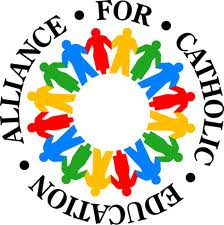 ALLIANCE • FOR • CATHOLIC • EDUCATION •